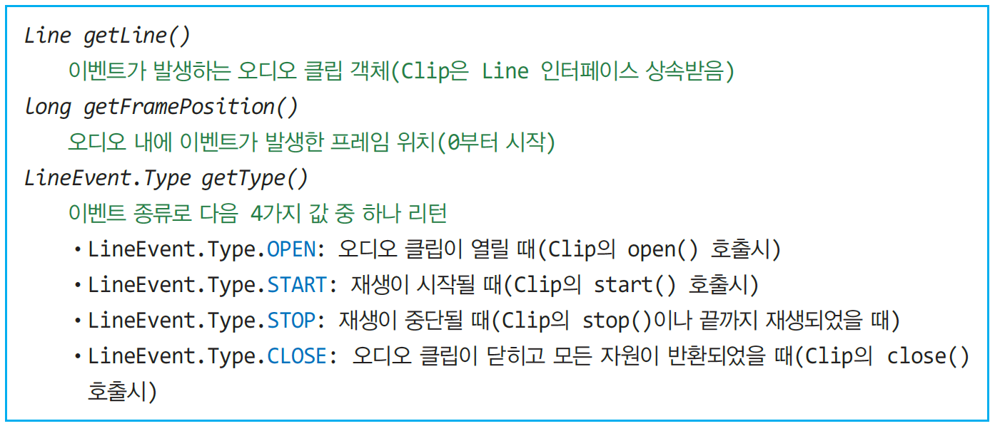 Line getLine()
이벤트가 발생하는 오디오 클립 객체(Clip은 Line 인터페이스 상속받음)
long getFramePosition()
오디오 내에 이벤트가 발생한 프레임 위치(0부터 시작)
LineEvent.Type getType()
이벤트 종류로 다음 4가지 값 중 하나 리턴
• LineEvent.Type.OPEN: 오디오 클립이 열릴 때(Clip의 open() 호출시)
• LineEvent.Type.START: 재생이 시작될 때(Clip의 start() 호출시)
• LineEvent.Type.STOP: 재생이 중단될 때(Clip의 stop()이나 끝까지 재생되었을 때)
• LineEvent.Type.CLOSE: 오디오 클립이 닫히고 모든 자원이 반환되었을 때(Clip의 close()
호출시)